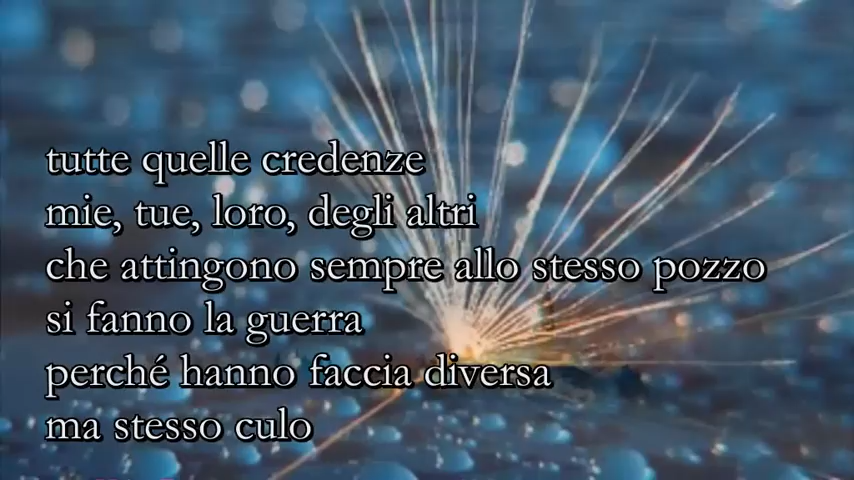 tutte quelle credenze
mie, tue, loro, degli altri
che attingono sempre allo stesso pozzo
si fanno la guerra
perché hanno faccia diversa
ma stesso culo